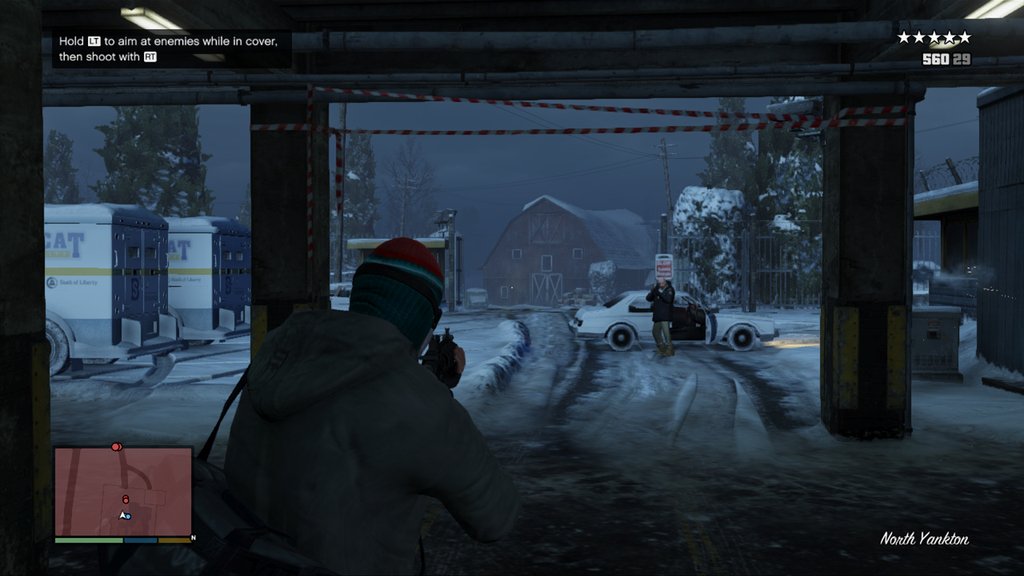 Hold LT to aim at enemies while in cover,
then shoot with RT
560 29
CAT
CAT
Bank of Liberty
N
North Yankton